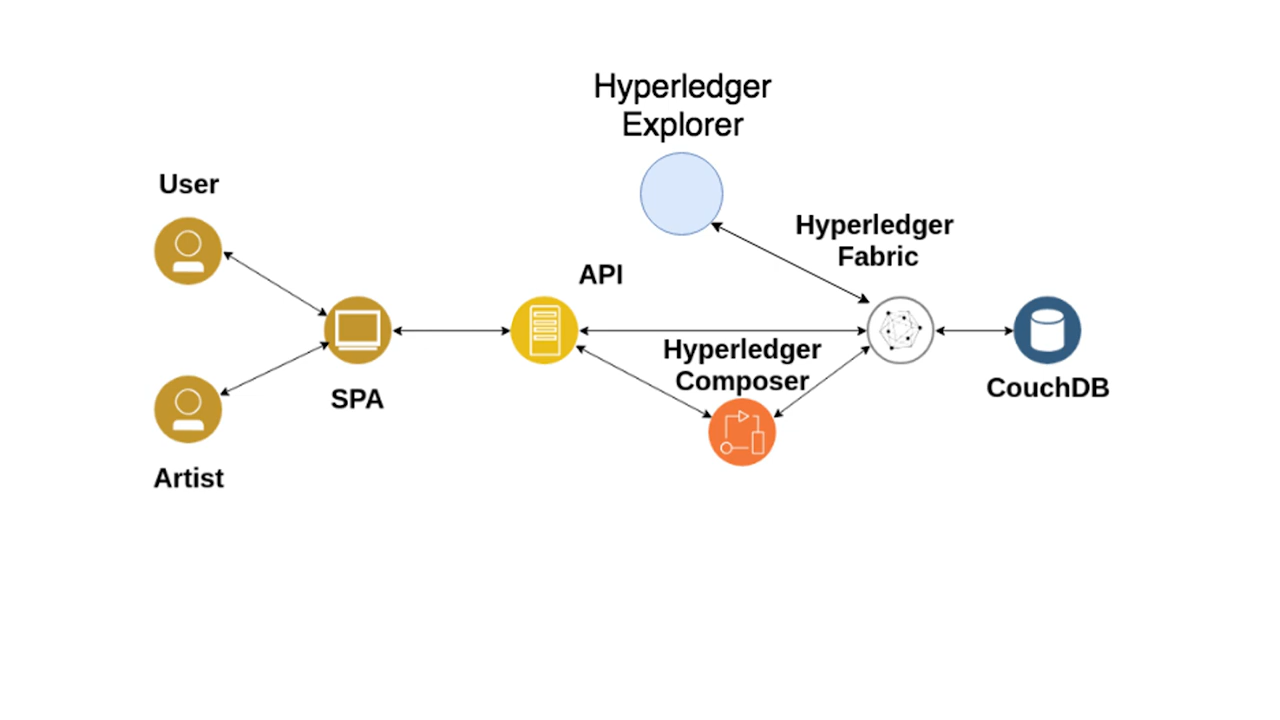 Hyperledger
Explorer
User
Hyperledger
Fabric
API
Hyperledger
Composer
SPA
CouchDB
Artist